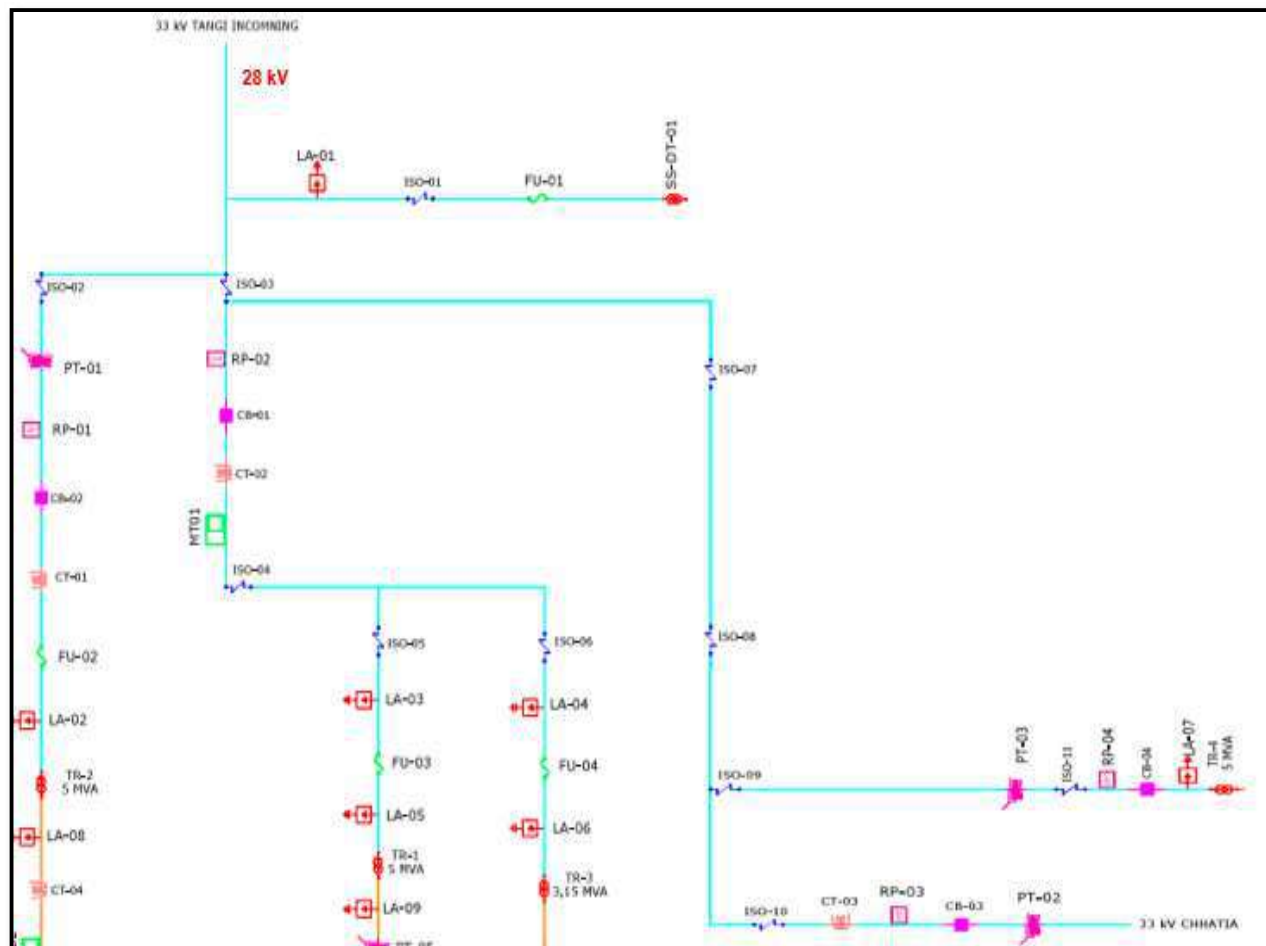 33 kV TANGI INCOMNING
28 kV
LA-01
ISO-01
FU-01
SS-DT-01
ISO-02
ISO-03
PT-01
RP-02
ISO-07
RP-01
CB-01
CB-02
CT-02
MT01
CT-01
ISO-04
FU-02
ISO-05
ISO-06
ISO-08
LA-03
LA-04
LA-02
FU-03
FU-04
PT-03
ISO-11
RP-04
CB-04
LA-07
TR-4
5 MVA
ISO-09
TR-2
5 MVA
LA-05
LA-06
LA-08
TR-1
5 MVA
TR-3
3,15 MVA
CT-04
LA-09
ISO-10
CT-03
RP-03
CB-03
PT-02
33 kV CHHATIA